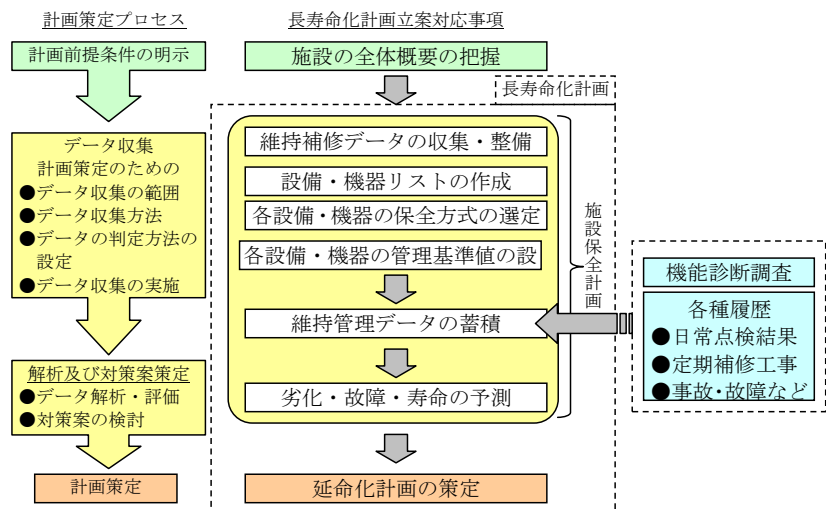 計画策定プロセス
計画前提条件の明示
データ収集
計画策定のための
●データ収集の範囲
●データ収集方法
●データの判定方法の
設定
●データ収集の実施
解析及び対策案策定
●データ解析・評価
●対策案の検討
計画策定
長寿命化計画立案対応事項
施設の全体概要の把握
長寿命化計画
維持補修データの収集・整備
設備・機器リストの作成
各設備・機器の保全方式の選定
各設備・機器の管理基準値の設
維持管理データの蓄積
劣化・故障・寿命の予測
延命化計画の策定
施設保全計画
機能診断調査
各種履歴
●日常点検結果
●定期補修工事
●事故・故障など